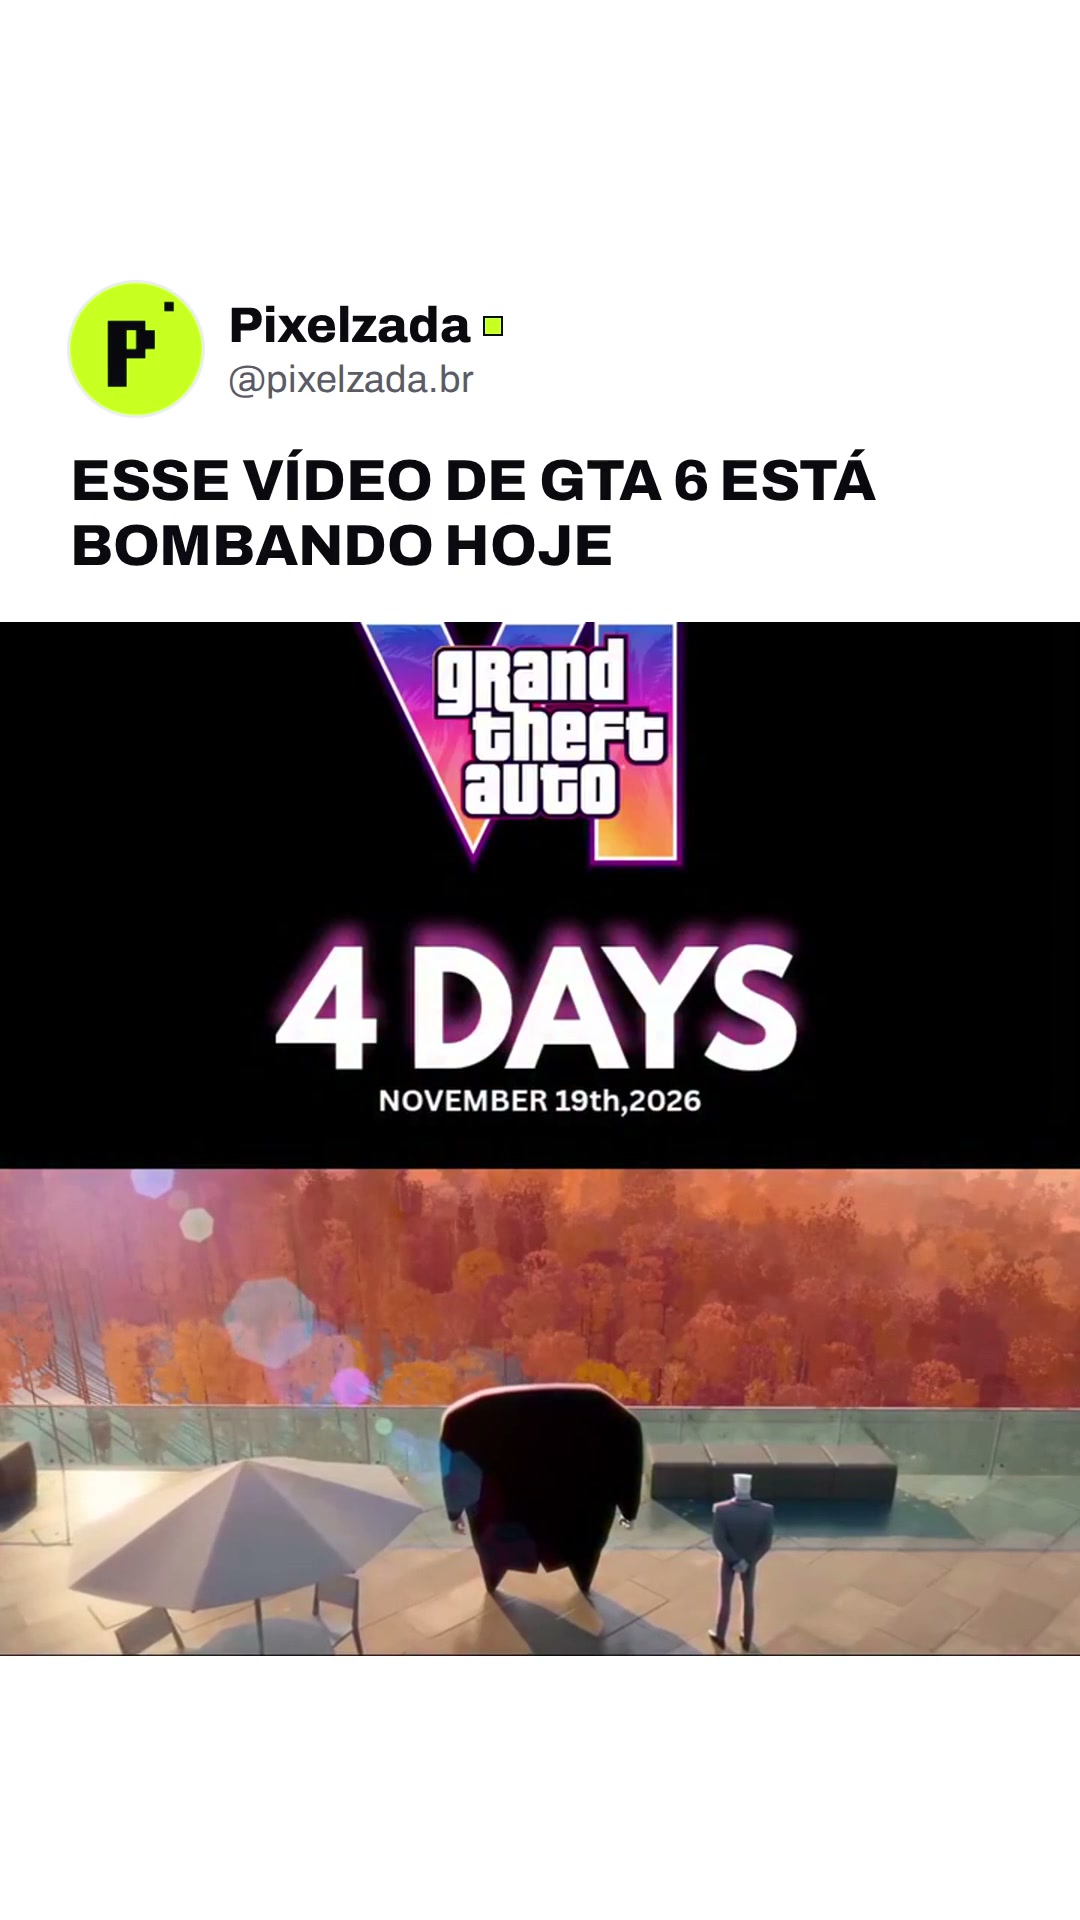 Pixelzada
@pixelzada.br
ESSE VÍDEO DE GTA 6 ESTÁ
BOMBANDO HOJE
VI
grand
theft
auto
4 DAYS
NOVEMBER 19th,2026